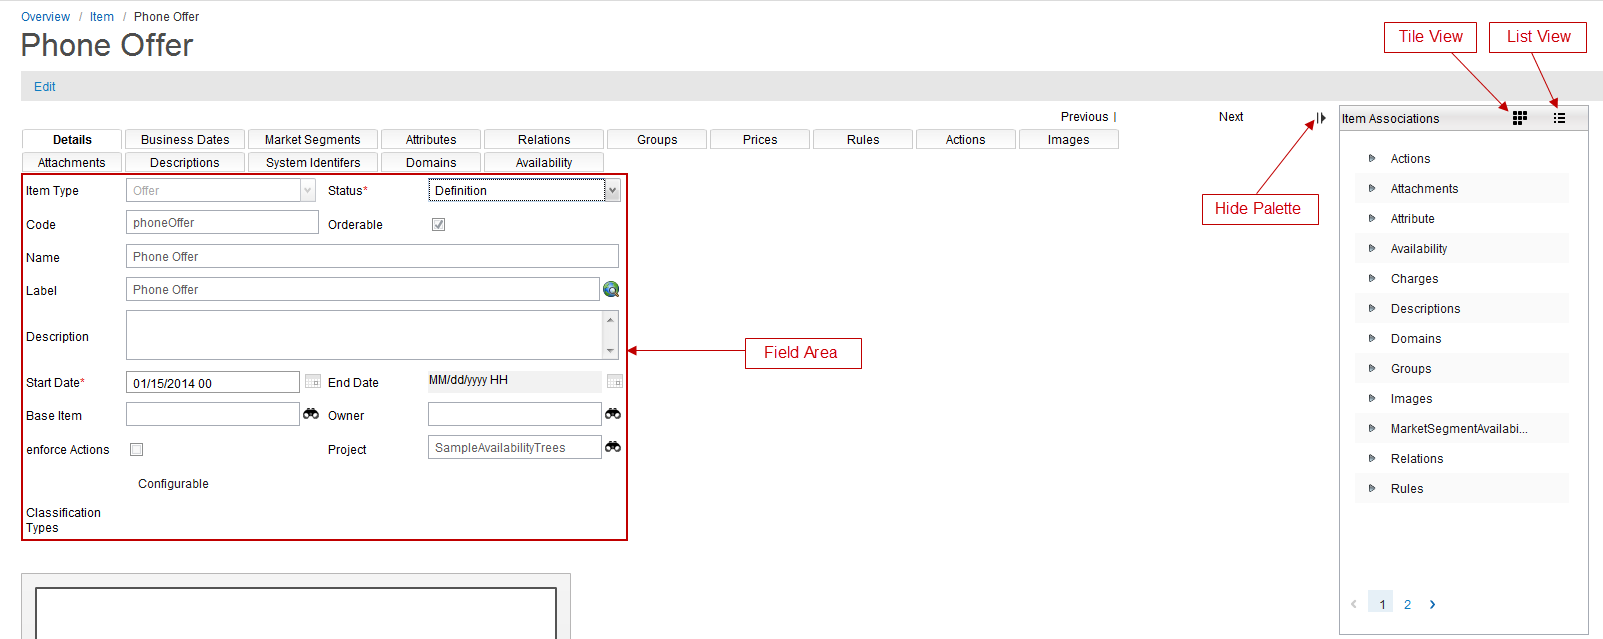 Overview / Item / Phone Offer
Phone Offer
Tile View
List View
Edit
Previous
Next
Item Associations
Details
Business Dates
Market Segments
Attributes
Relations
Groups
Prices
Rules
Actions
Images
Attachments
Descriptions
System Identifers
Domains
Availability
Hide Palette
Item Type
Offer
Status*
Definition
Code
phoneOffer
Orderable
Name
Phone Offer
Label
Phone Offer
Description
Field Area
Start Date*
01/15/2014 00
End Date
MM/dd/yyyy HH
Base Item
Owner
enforce Actions
Project
SampleAvailabilityTrees
Configurable
Classification
Types
Actions
Attachments
Attribute
Availability
Charges
Descriptions
Domains
Groups
Images
MarketSegmentAvailabi...
Relations
Rules
1 2